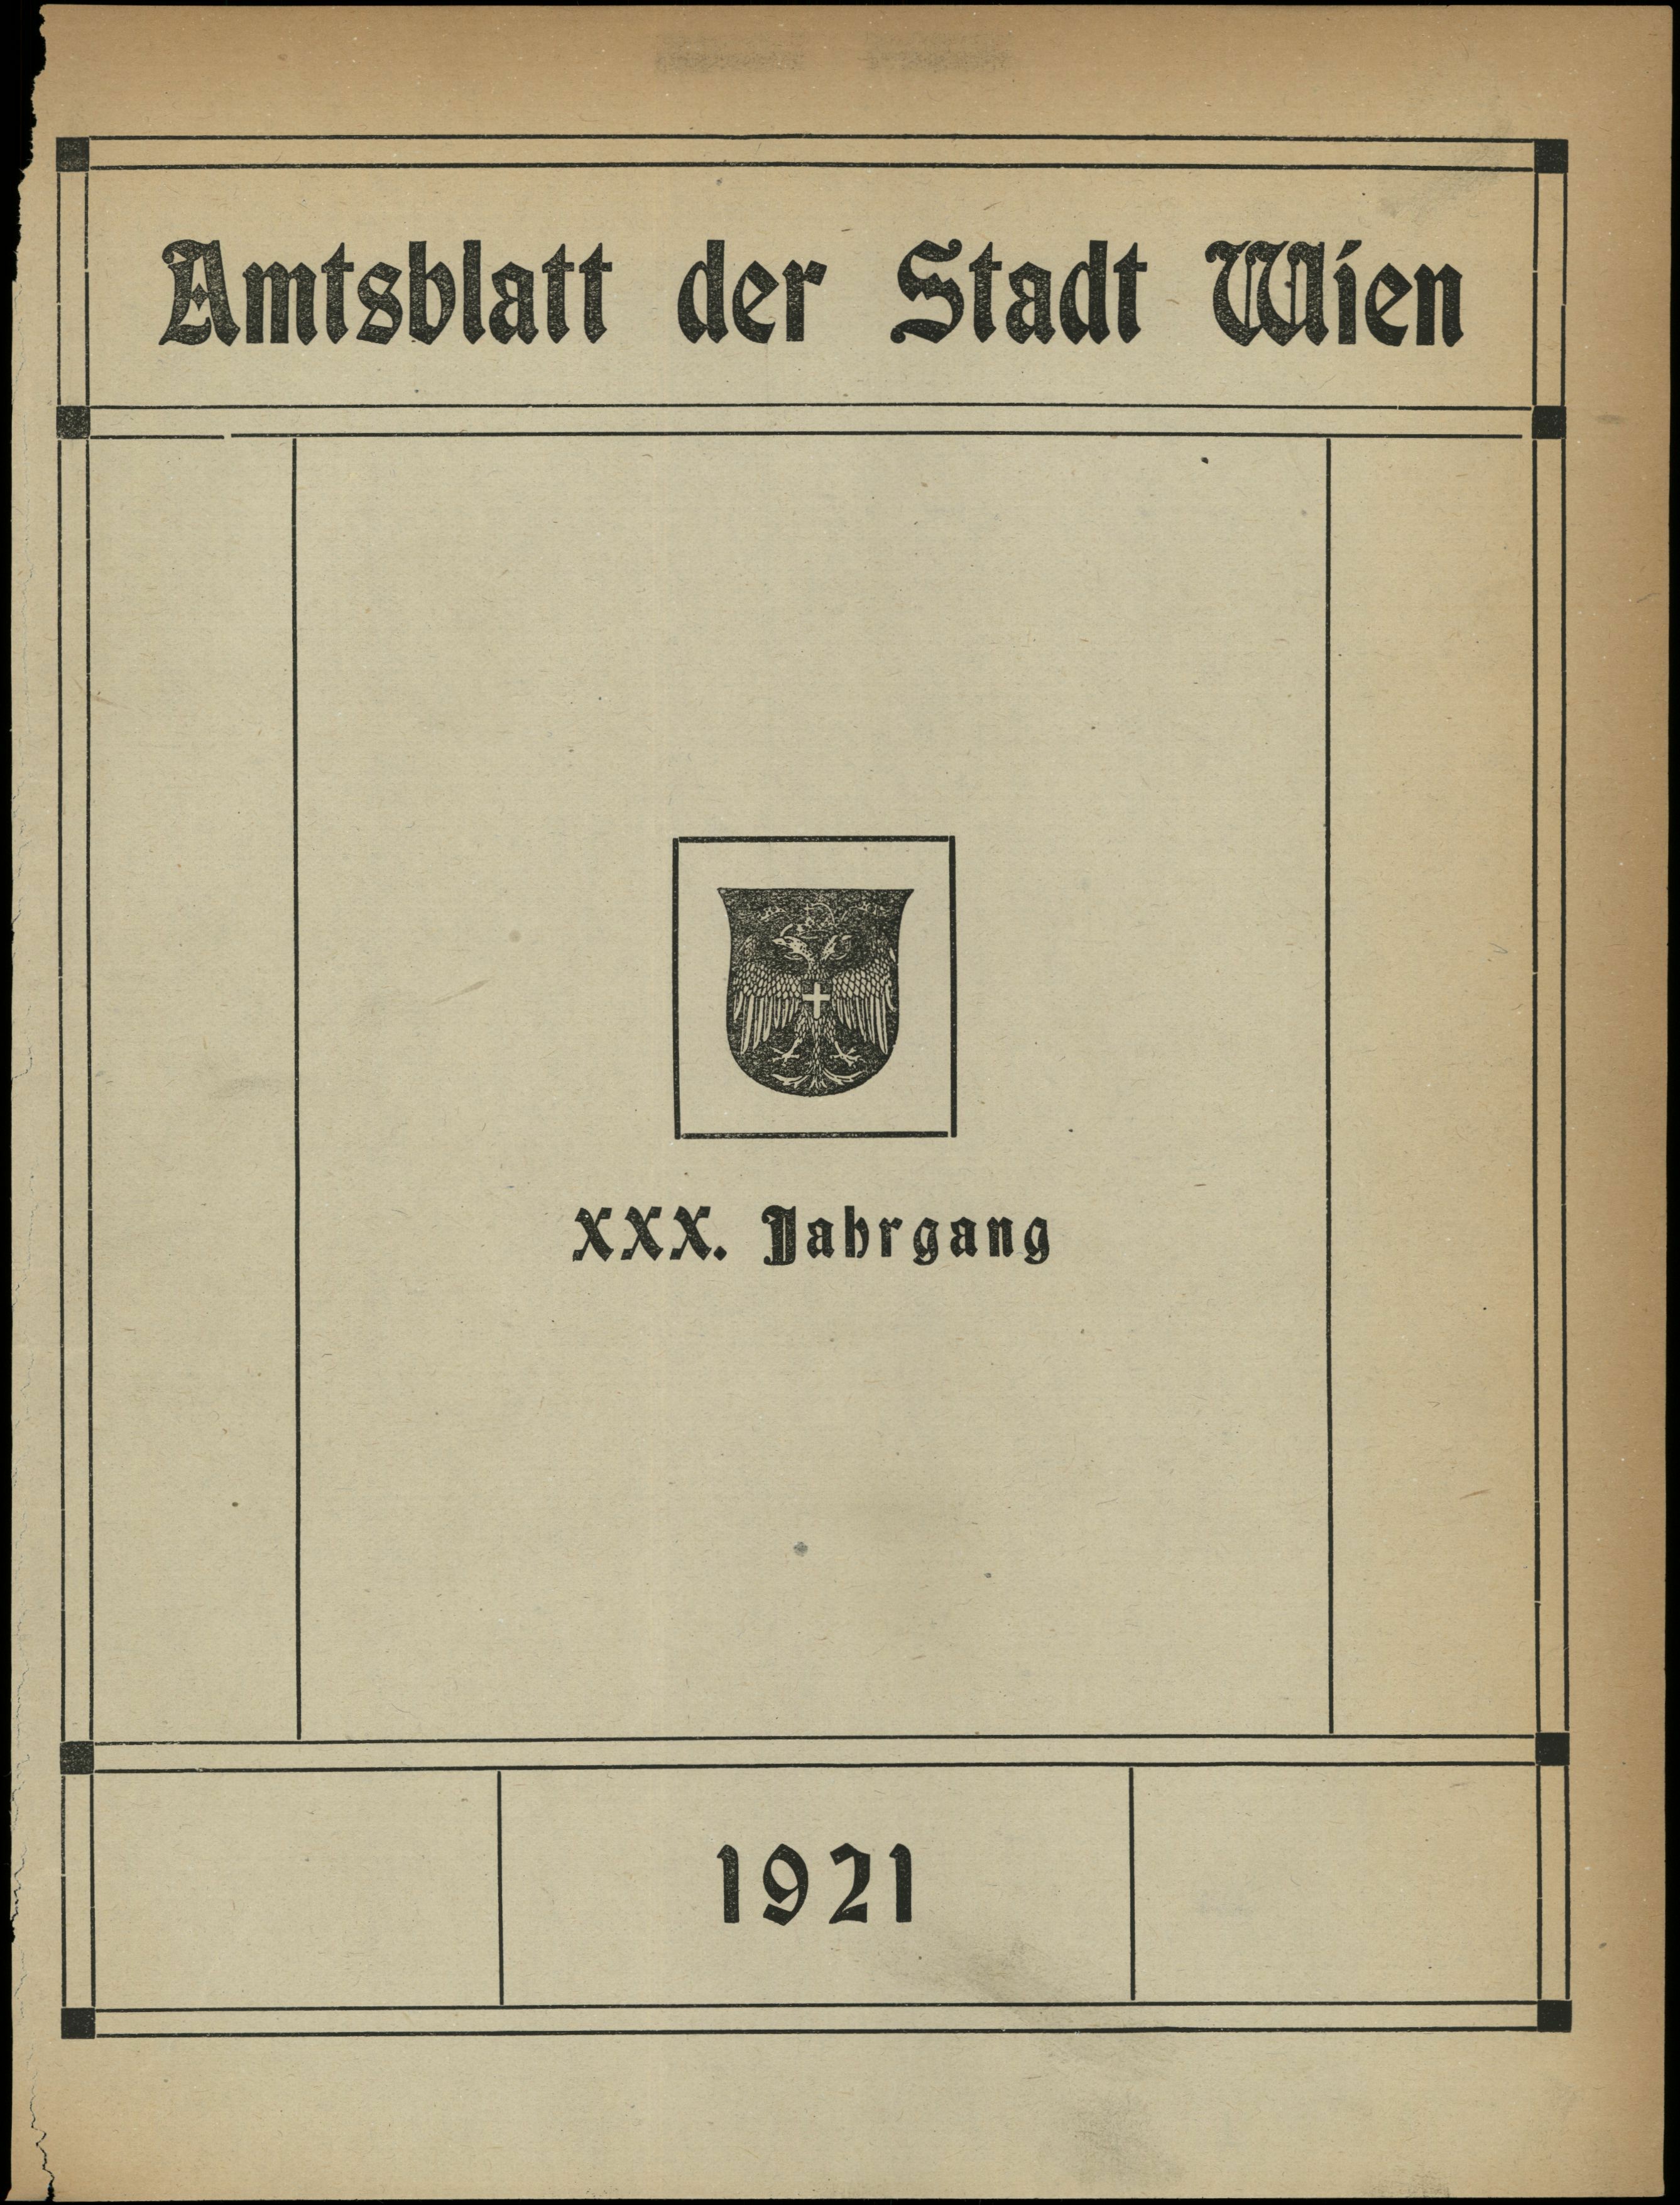 Amtsblatt der Stadt Wien
XXX. Jahrgang
1921